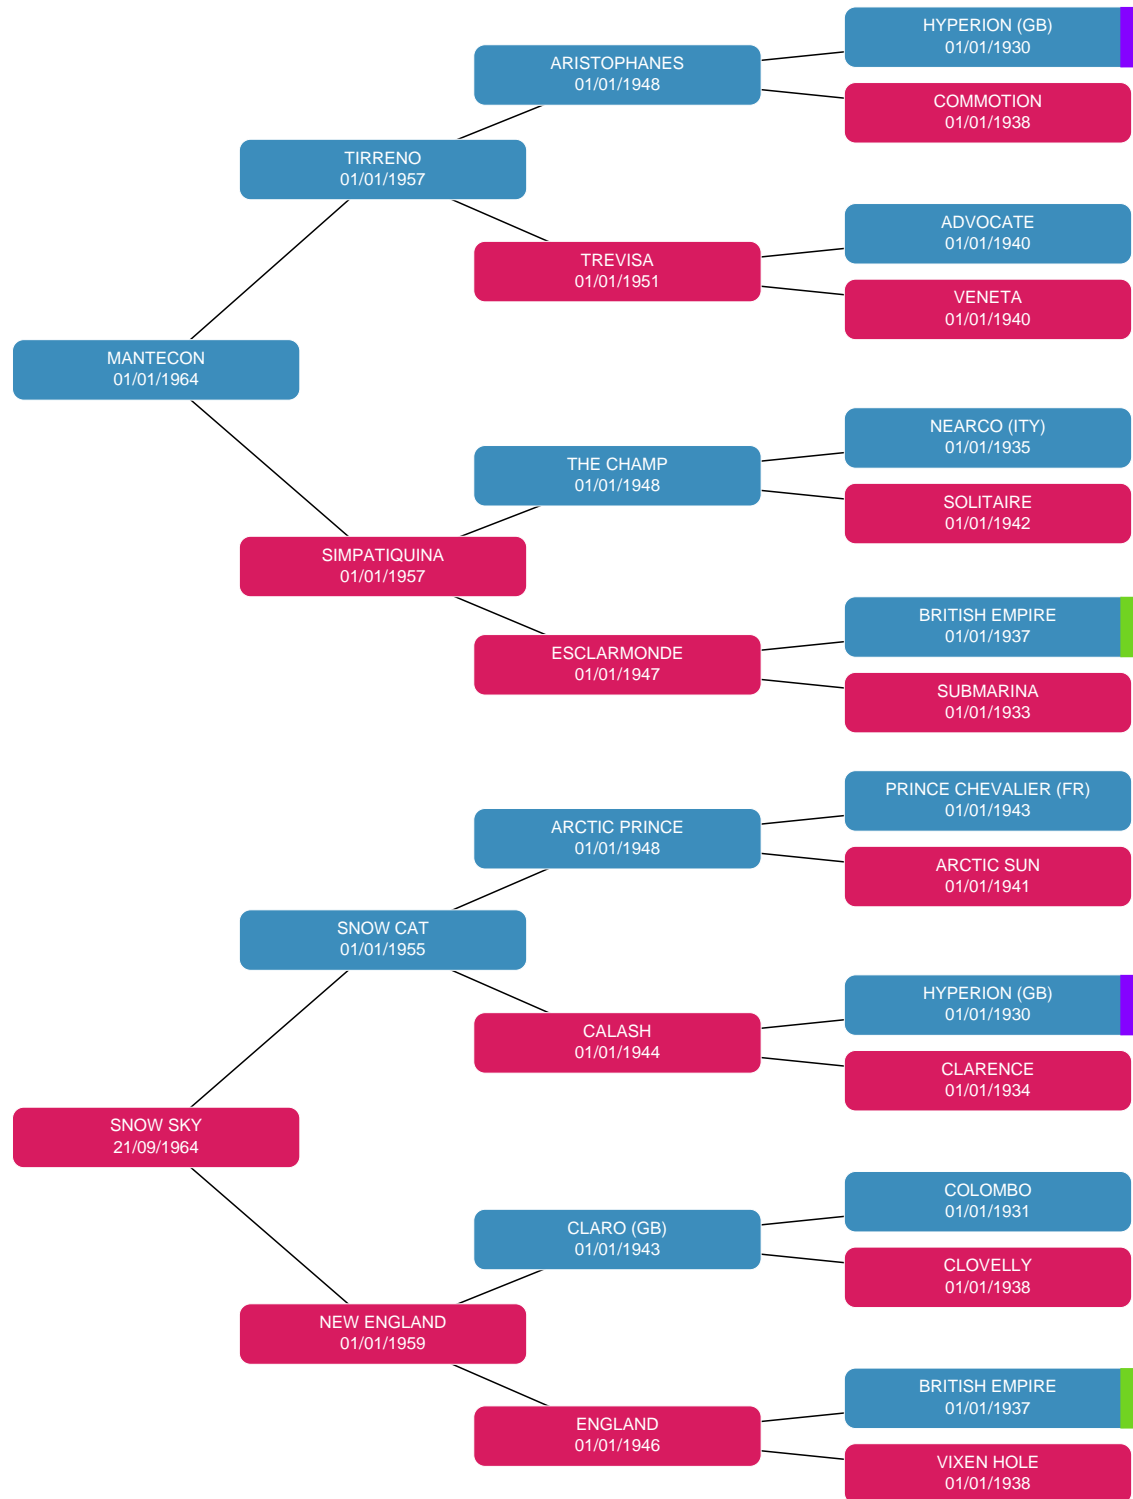 HYPERION (GB)
01/01/1930
ARISTOPHANES
01/01/1948
COMMOTION
01/01/1938
TIRRENO
01/01/1957
ADVOCATE
01/01/1940
TREVISA
01/01/1951
VENETA
01/01/1940
MANTECON
01/01/1964
NEARCO (ITY)
01/01/1935
THE CHAMP
01/01/1948
SOLITAIRE
01/01/1942
SIMPATIQUINA
01/01/1957
BRITISH EMPIRE
01/01/1937
ESCLARMONDE
01/01/1947
SUBMARINA
01/01/1933
PRINCE CHEVALIER (FR)
01/01/1943
ARCTIC PRINCE
01/01/1948
ARCTIC SUN
01/01/1941
SNOW CAT
01/01/1955
HYPERION (GB)
01/01/1930
CALASH
01/01/1944
CLARENCE
01/01/1934
SNOW SKY
21/09/1964
COLOMBO
01/01/1931
CLARO (GB)
01/01/1943
CLOVELLY
01/01/1938
NEW ENGLAND
01/01/1959
BRITISH EMPIRE
01/01/1937
ENGLAND
01/01/1946
VIXEN HOLE
01/01/1938